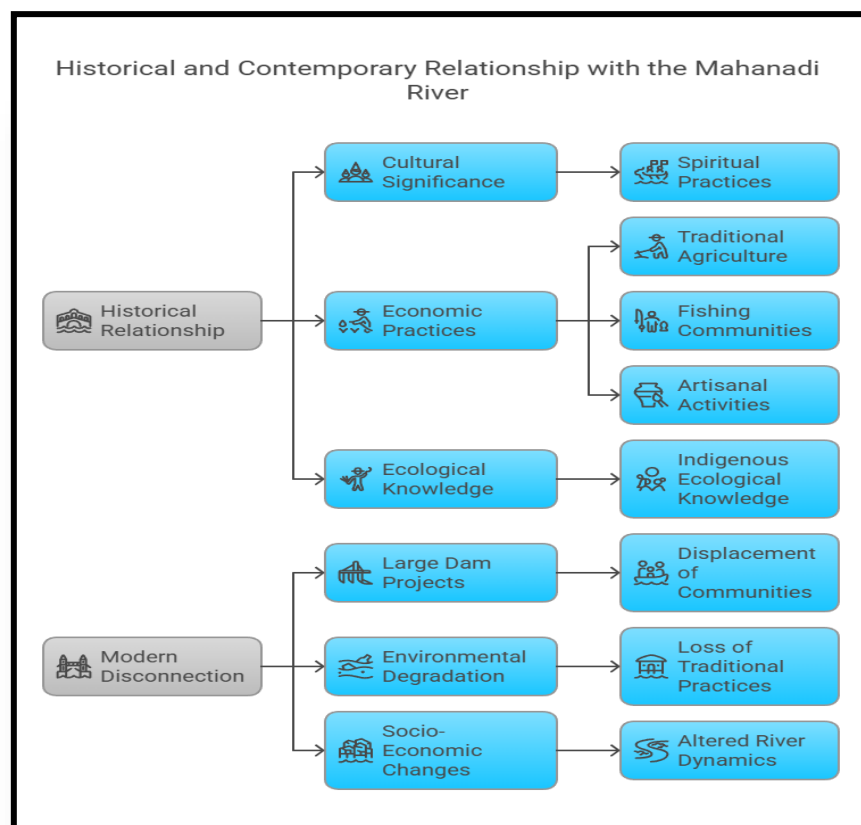 Historical and Contemporary Relationship with the Mahanadi
River
Cultural
Significance
Spiritual
Practices
Traditional
Agriculture
Historical
Relationship
Economic
Practices
Fishing
Communities
Artisanal
Activities
Ecological
Knowledge
Indigenous
Ecological
Knowledge
Large Dam
Projects
Displacement
of
Communities
Modern
Disconnection
Environmental
Degradation
Loss of
Traditional
Practices
Socio-
Economic
Changes
Altered River
Dynamics